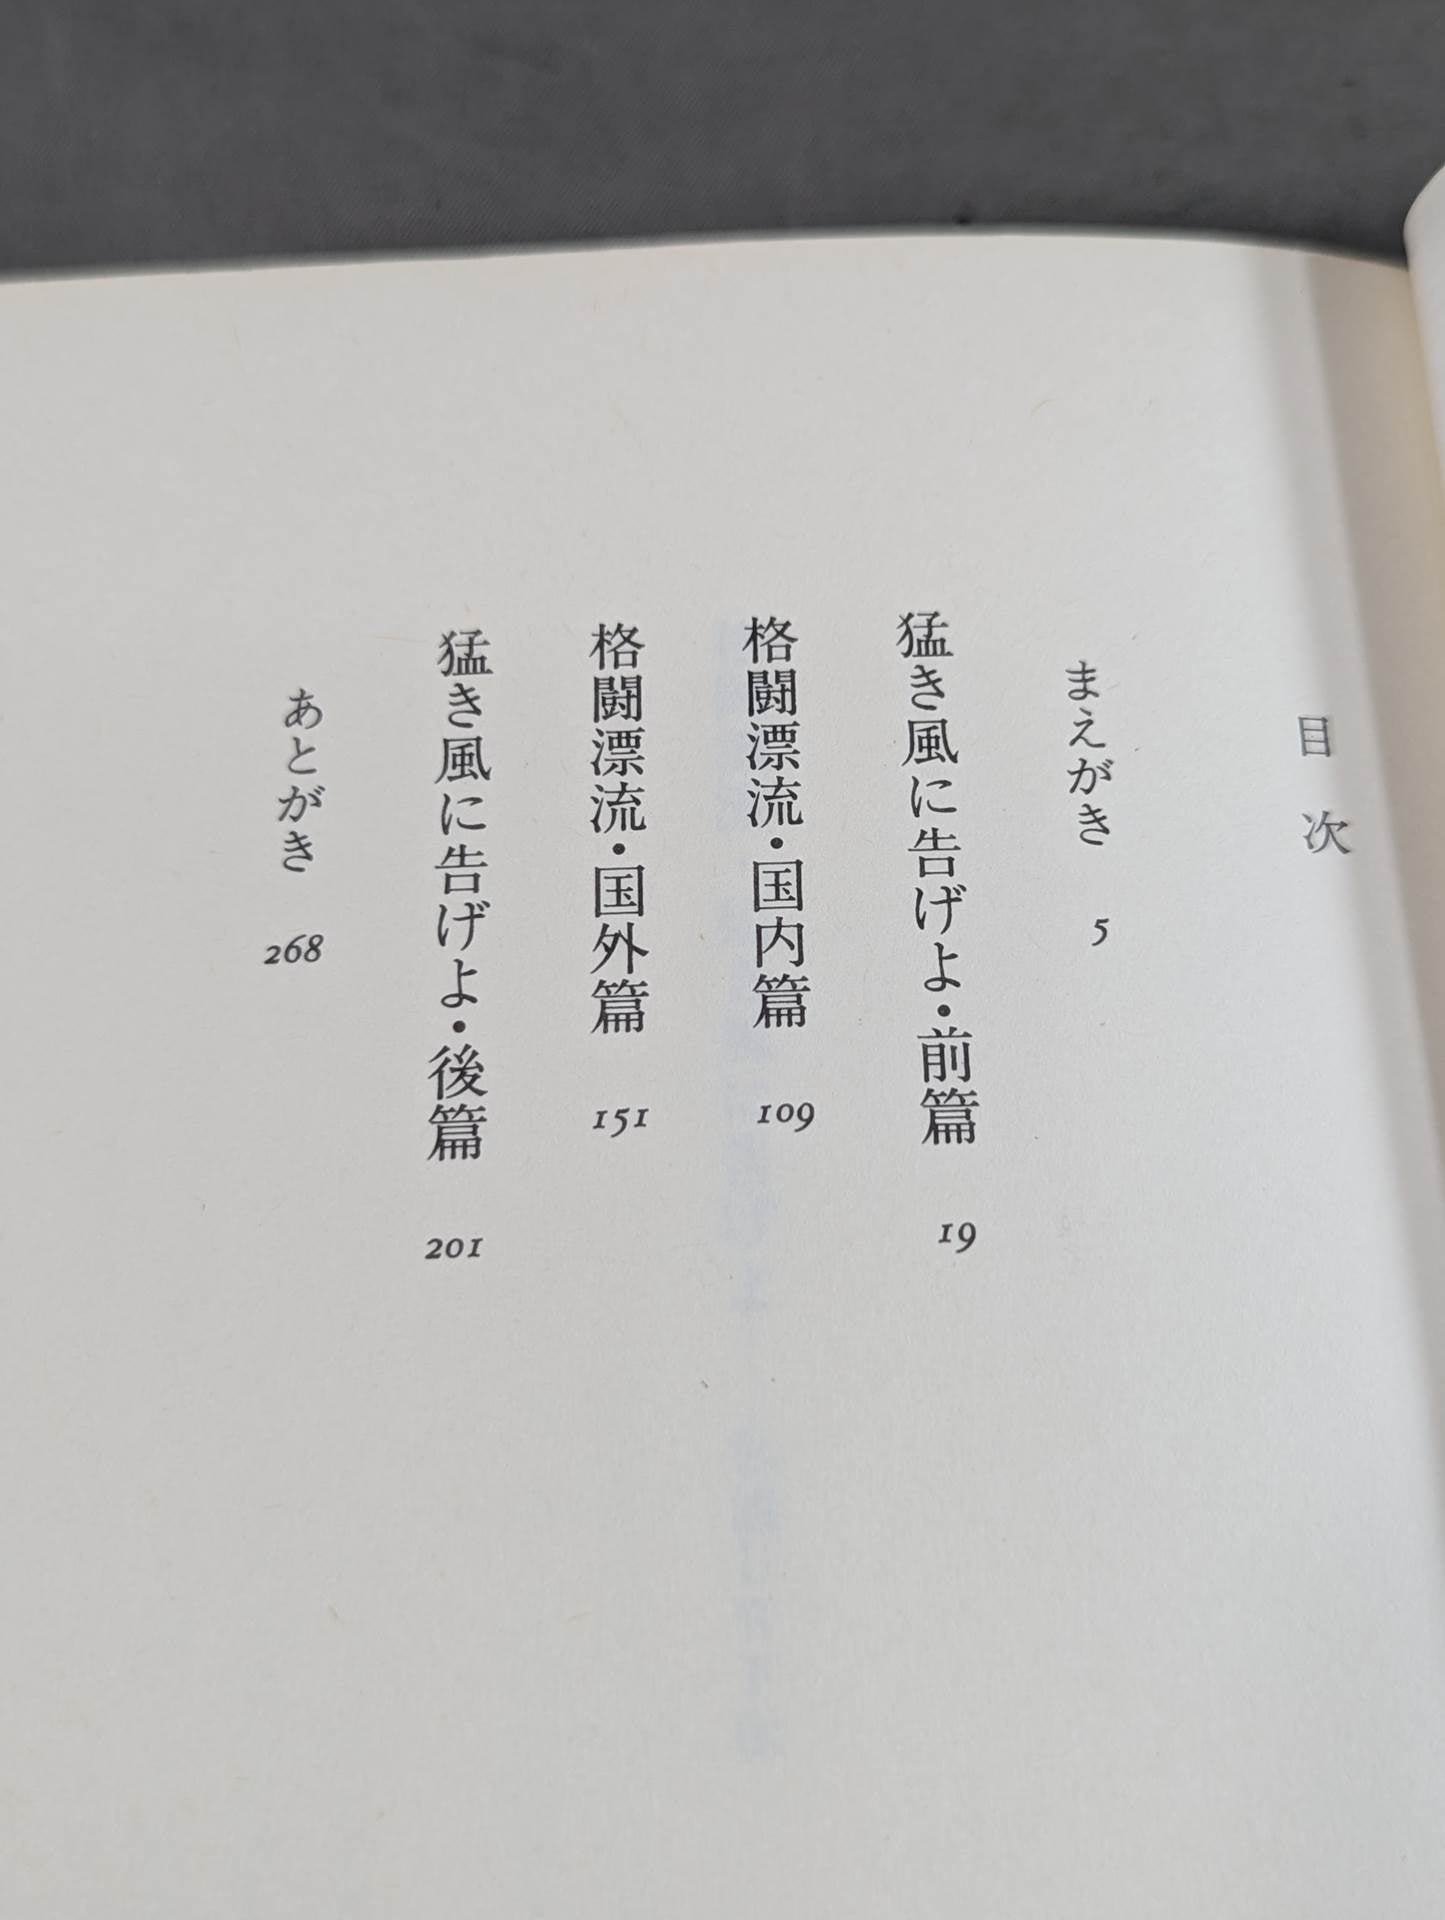 目次
まえがき 5
猛き風に告げよ・前篇 19
格闘漂流・国内篇 109
格闘漂流・国外篇 151
猛き風に告げよ・後篇 201
あとがき 268